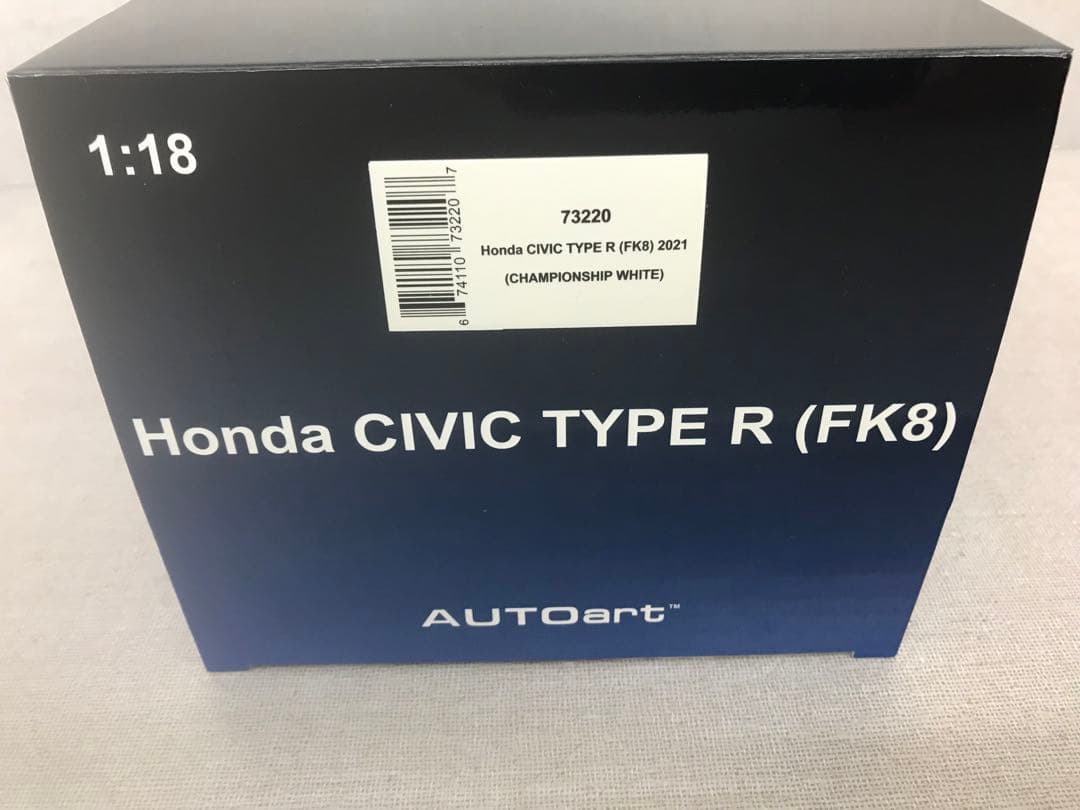 1:18
6 74110 73220 7
73220
Honda CIVIC TYPE R (FK8) 2021
(CHAMPIONSHIP WHITE)
Honda CIVIC TYPE R (FK8)
AUTOart™